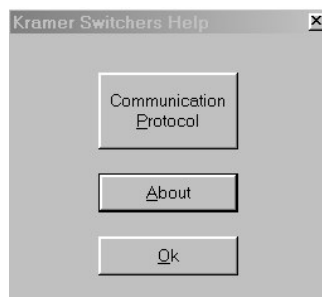 Kramer Switchers Help
Communication
Protocol
About
Ok